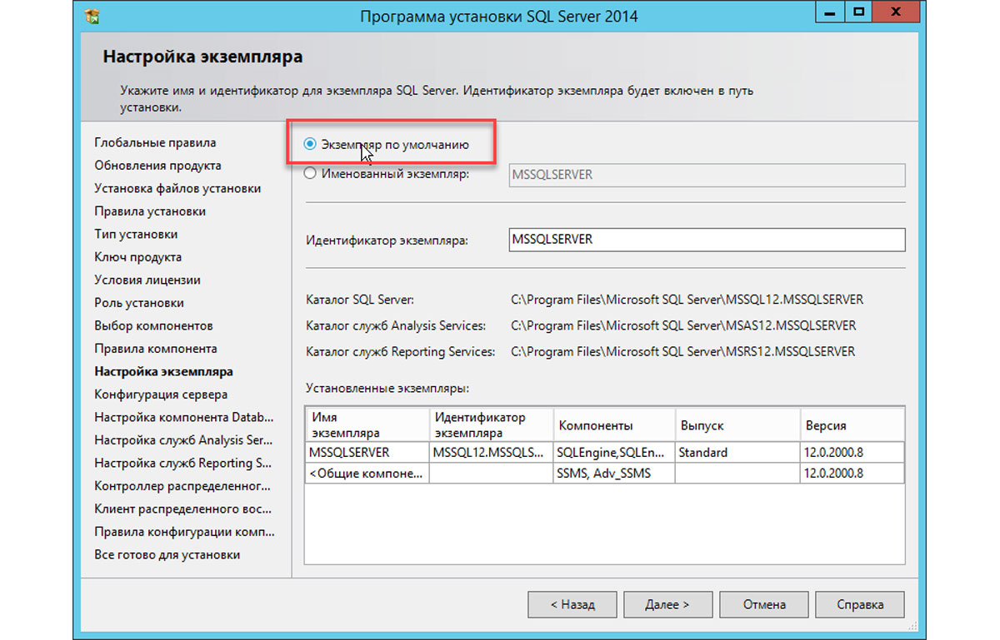 Программа установки SQL Server 2014
Настройка экземпляра
Укажите имя и идентификатор для экземпляра SQL Server. Идентификатор экземпляра будет включен в путь
установки.
Глобальные правила
Обновления продукта
Установка файлов установки
Правила установки
Тип установки
Ключ продукта
Условия лицензии
Роль установки
Выбор компонентов
Правила компонента
Настройка экземпляра
Конфигурация сервера
Настройка компонента Datab...
Настройка служб Analysis Ser...
Настройка служб Reporting S...
Контроллер распределенног...
Клиент распределенного вос...
Правила конфигурации комп...
Все готово для установки
Экземпляр по умолчанию
Именованный экземпляр: MSSQLSERVER
Идентификатор экземпляра: MSSQLSERVER
Каталог SQL Server: C:\Program Files\Microsoft SQL Server\MSSQL12.MSSQLSERVER
Каталог служб Analysis Services: C:\Program Files\Microsoft SQL Server\MSAS12.MSSQLSERVER
Каталог служб Reporting Services: C:\Program Files\Microsoft SQL Server\MSRS12.MSSQLSERVER
Установленные экземпляры:
Имя экземпляра Идентификатор экземпляра Компоненты Выпуск Версия
MSSQLSERVER MSSQL12.MSSQLS... SQLEngine,SQLEn... Standard 12.0.2000.8
<Общие компоне... SSMS, Adv_SSMS 12.0.2000.8
< Назад Далее > Отмена Справка